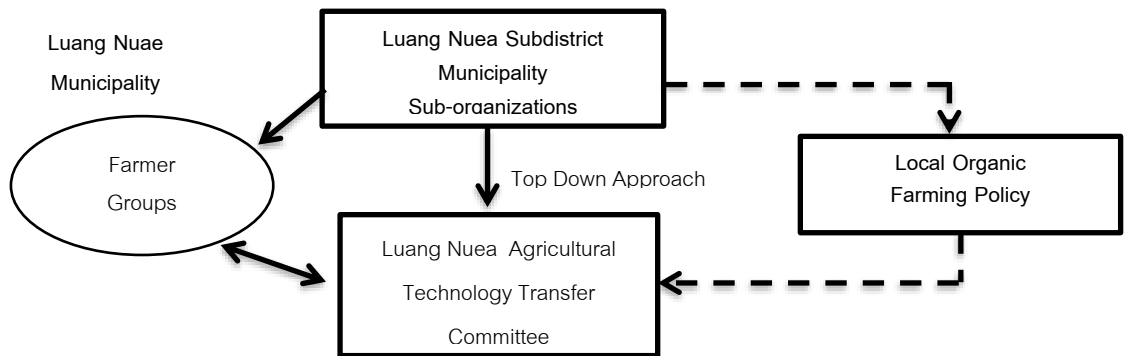 Luang Nuae
Municipality
Luang Nuea Subdistrict
Municipality
Sub-organizations
Farmer
Groups
Top Down Approach
Local Organic
Farming Policy
Luang Nuea Agricultural
Technology Transfer
Committee